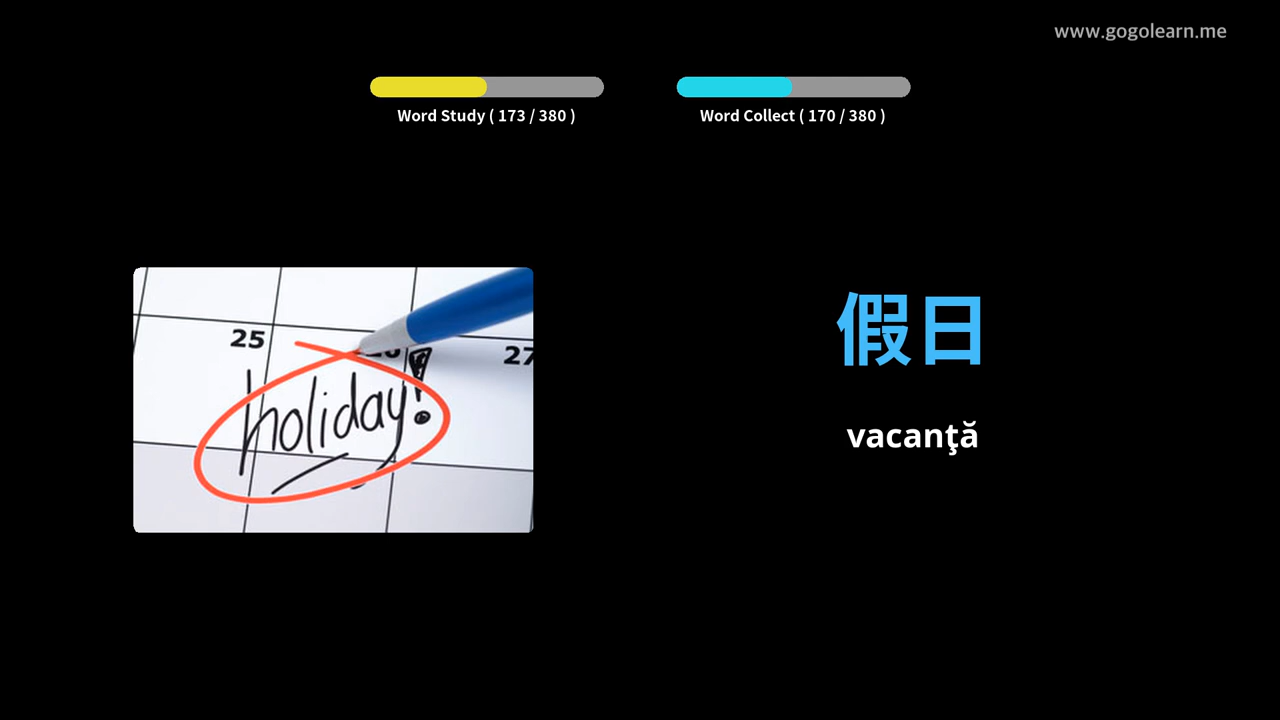 www.gogolearn.me
Word Study ( 173 / 380 )
Word Collect ( 170 / 380 )
25
27
holiday!
假日
vacanţă